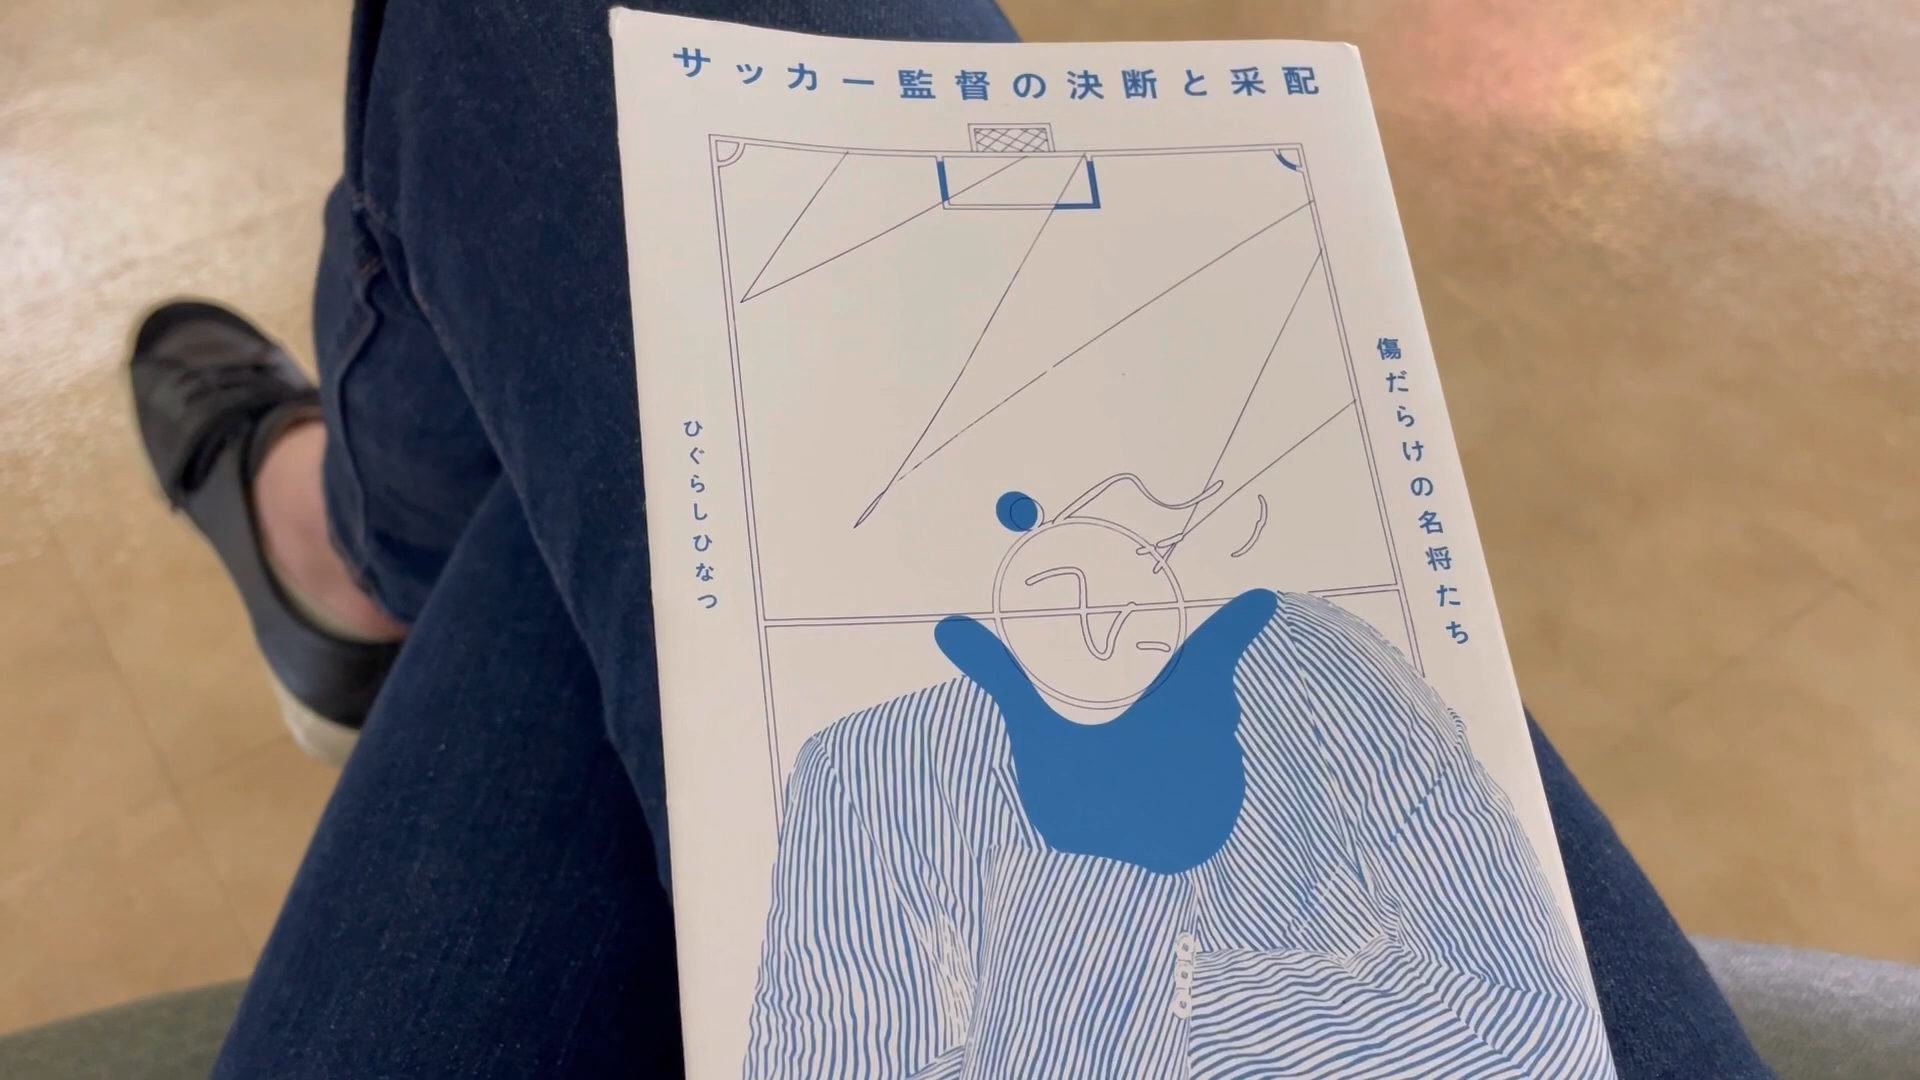 サッカー監督の決断と采配
傷だらけの名将たち
ひぐらしひなつ